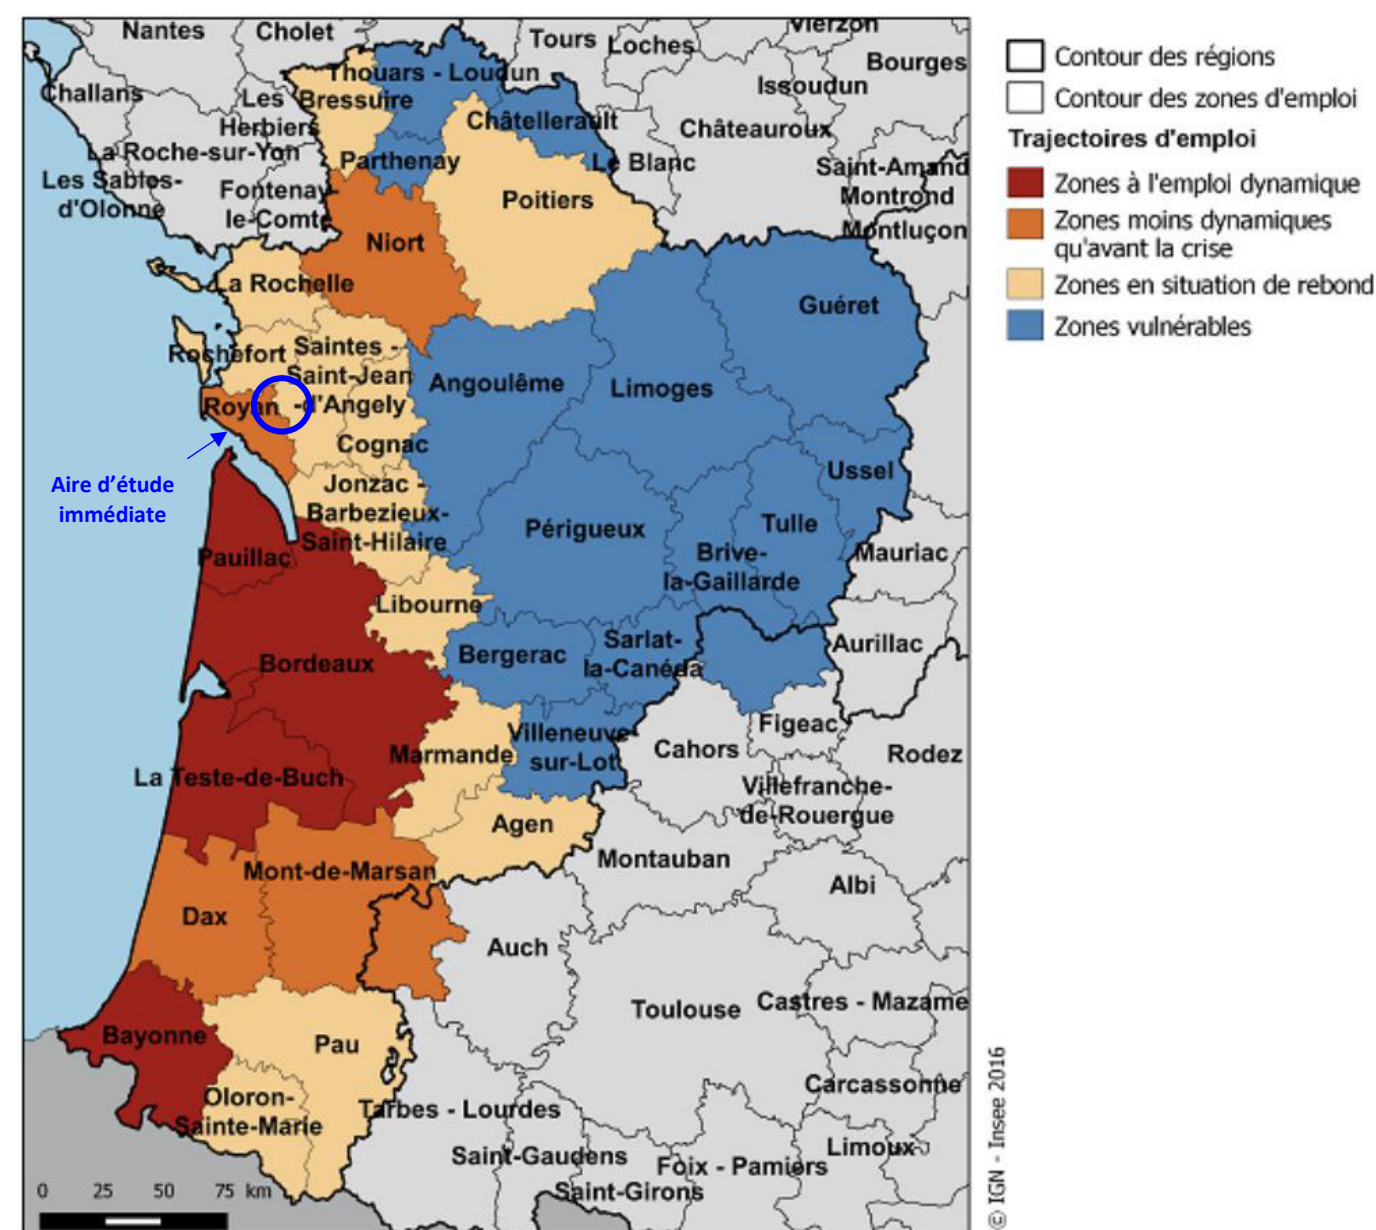 Nantes
Cholet
Tours
Loches
Vierzon
Bourges
Issoudun
Challans
Thouars - Loudun
Les
Herbiers
Bressuire
Châtellerault
Châteauroux
La Roche-sur-Yon
Parthenay
Le Blanc
Saint-Amand
Montrond
Les Sables-
d'Olonne
Fontenay-
le-Comte
Poitiers
Montluçon
Niort
La Rochelle
Guéret
Rochefort
Saintes -
Saint-Jean
-d'Angely
Angoulême
Limoges
Royan
Cognac
Aire d'étude
immédiate
Jonzac -
Barbezieux-
Saint-Hilaire
Ussel
Périgueux
Tulle
Brive-
la-Gaillarde
Mauriac
Pauillac
Libourne
Bordeaux
Bergerac
Sarlat-
la-Canéda
Aurillac
Marmande
Villeneuve-
sur-Lot
Cahors
Figeac
Rodez
La Teste-de-Buch
Villefranche-
de-Rouergue
Agen
Mont-de-Marsan
Montauban
Albi
Dax
Auch
Toulouse
Castres - Mazame
Bayonne
Pau
Carcassonne
Oloron-
Sainte-Marie
Tarbes - Lourdes
Saint-Gaudens
Foix - Pamiers
Limoux
Saint-Girons
0 25 50 75 km
Contour des régions
Contour des zones d'emploi
Trajectoires d'emploi
Zones à l'emploi dynamique
Zones moins dynamiques
qu'avant la crise
Zones en situation de rebond
Zones vulnérables
© IGN - Insee 2016